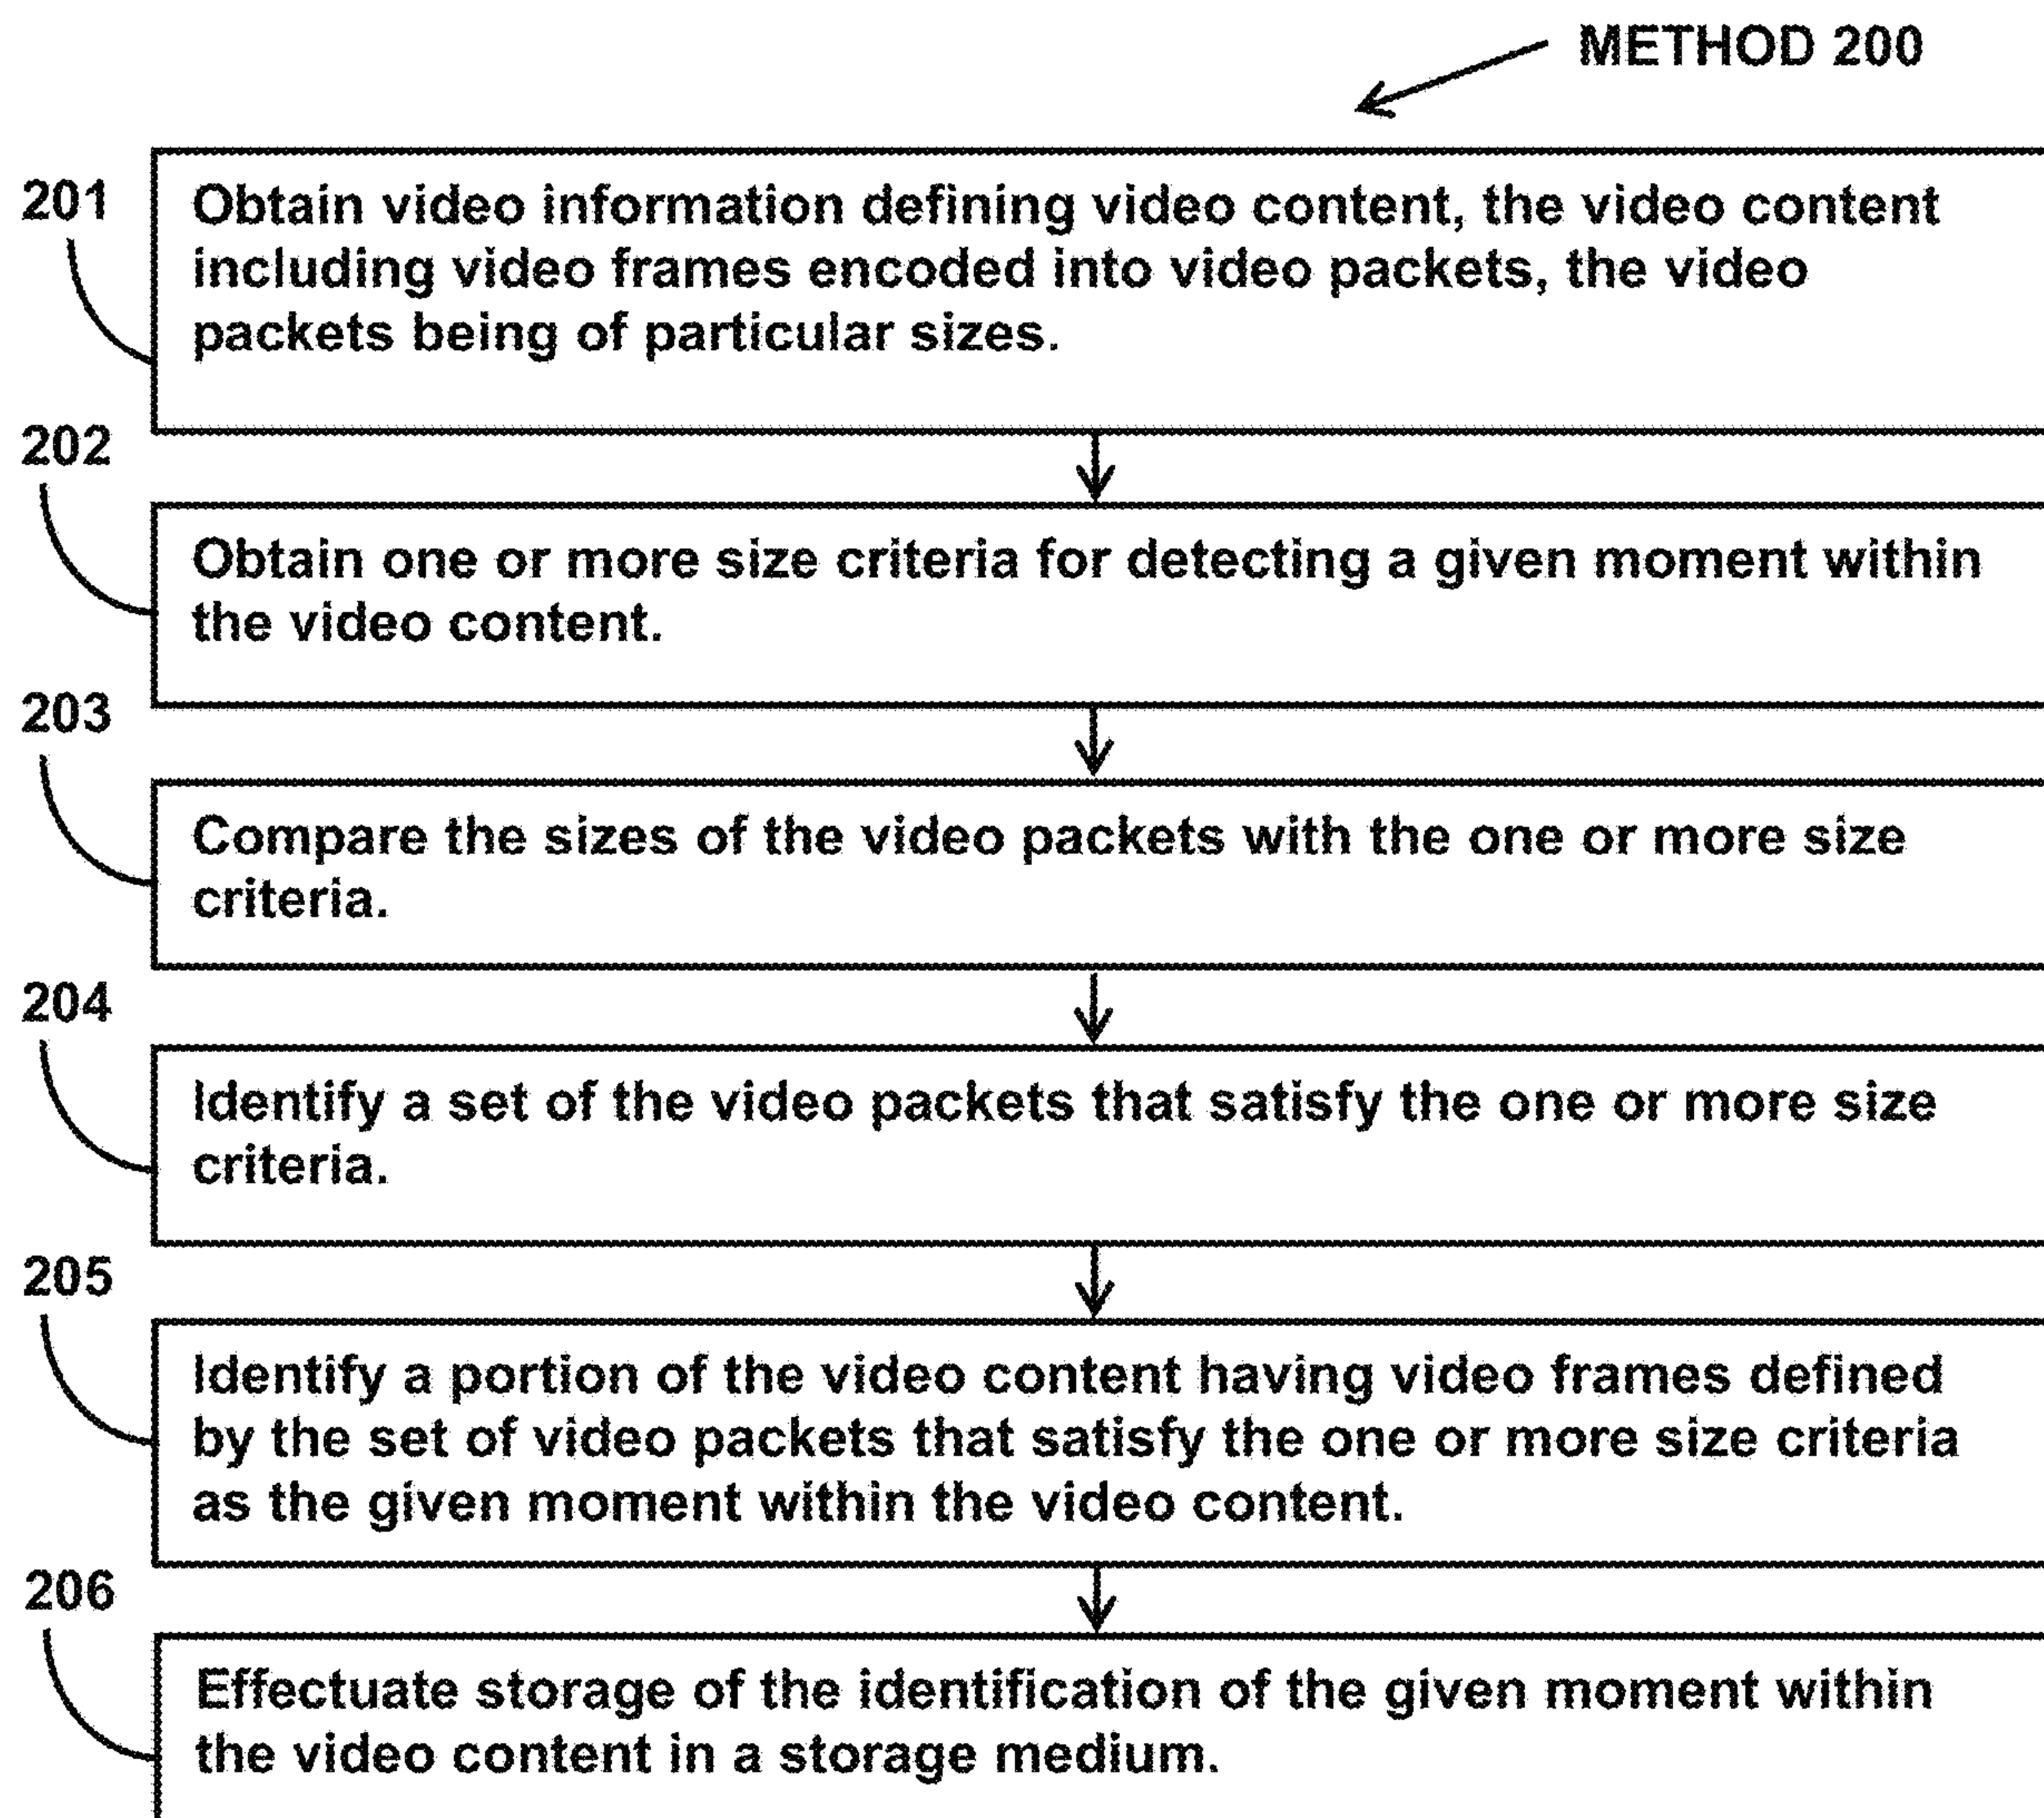 METHOD 200
201
Obtain video information defining video content, the video content
including video frames encoded into video packets, the video
packets being of particular sizes.
202
Obtain one or more size criteria for detecting a given moment within
the video content.
203
Compare the sizes of the video packets with the one or more size
criteria.
204
Identify a set of the video packets that satisfy the one or more size
criteria.
205
Identify a portion of the video content having video frames defined
by the set of video packets that satisfy the one or more size criteria
as the given moment within the video content.
206
Effectuate storage of the identification of the given moment within
the video content in a storage medium.